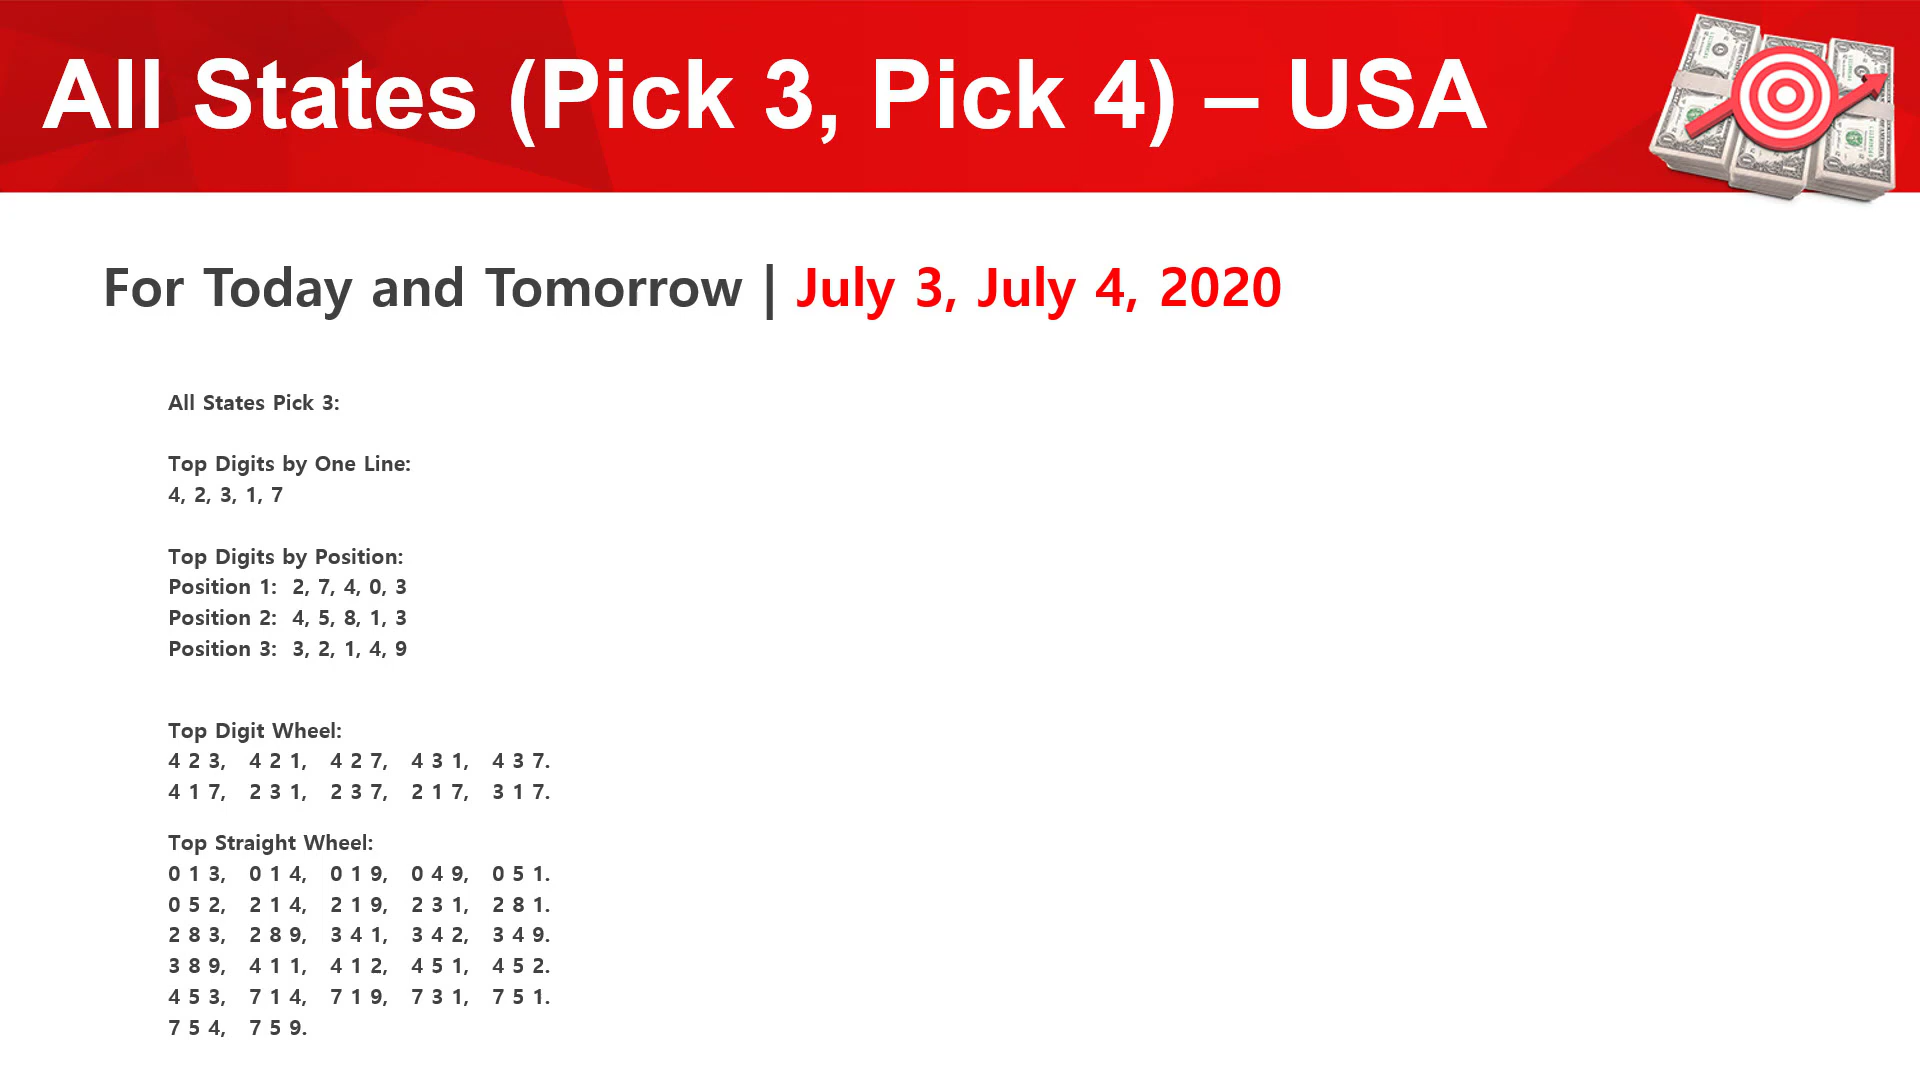 All States (Pick 3, Pick 4) – USA
For Today and Tomorrow | July 3, July 4, 2020
All States Pick 3:
Top Digits by One Line:
4, 2, 3, 1, 7
Top Digits by Position:
Position 1:  2, 7, 4, 0, 3
Position 2:  4, 5, 8, 1, 3
Position 3:  3, 2, 1, 4, 9
Top Digit Wheel:
4 2 3,   4 2 1,   4 2 7,   4 3 1,   4 3 7.
4 1 7,   2 3 1,   2 3 7,   2 1 7,   3 1 7.
Top Straight Wheel:
0 1 3,   0 1 4,   0 1 9,   0 4 9,   0 5 1.
0 5 2,   2 1 4,   2 1 9,   2 3 1,   2 8 1.
2 8 3,   2 8 9,   3 4 1,   3 4 2,   3 4 9.
3 8 9,   4 1 1,   4 1 2,   4 5 1,   4 5 2.
4 5 3,   7 1 4,   7 1 9,   7 3 1,   7 5 1.
7 5 4,   7 5 9.